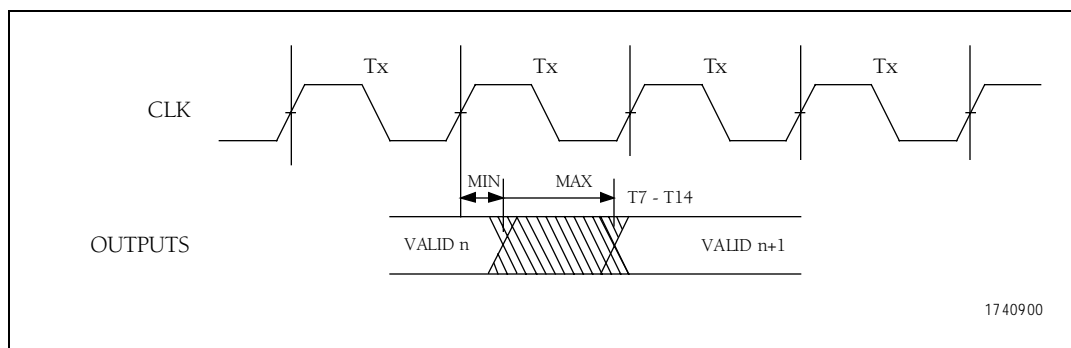 Tx Tx Tx Tx
CLK
MIN MAX T7 - T14
OUTPUTS VALID n VALID n+1
1740900